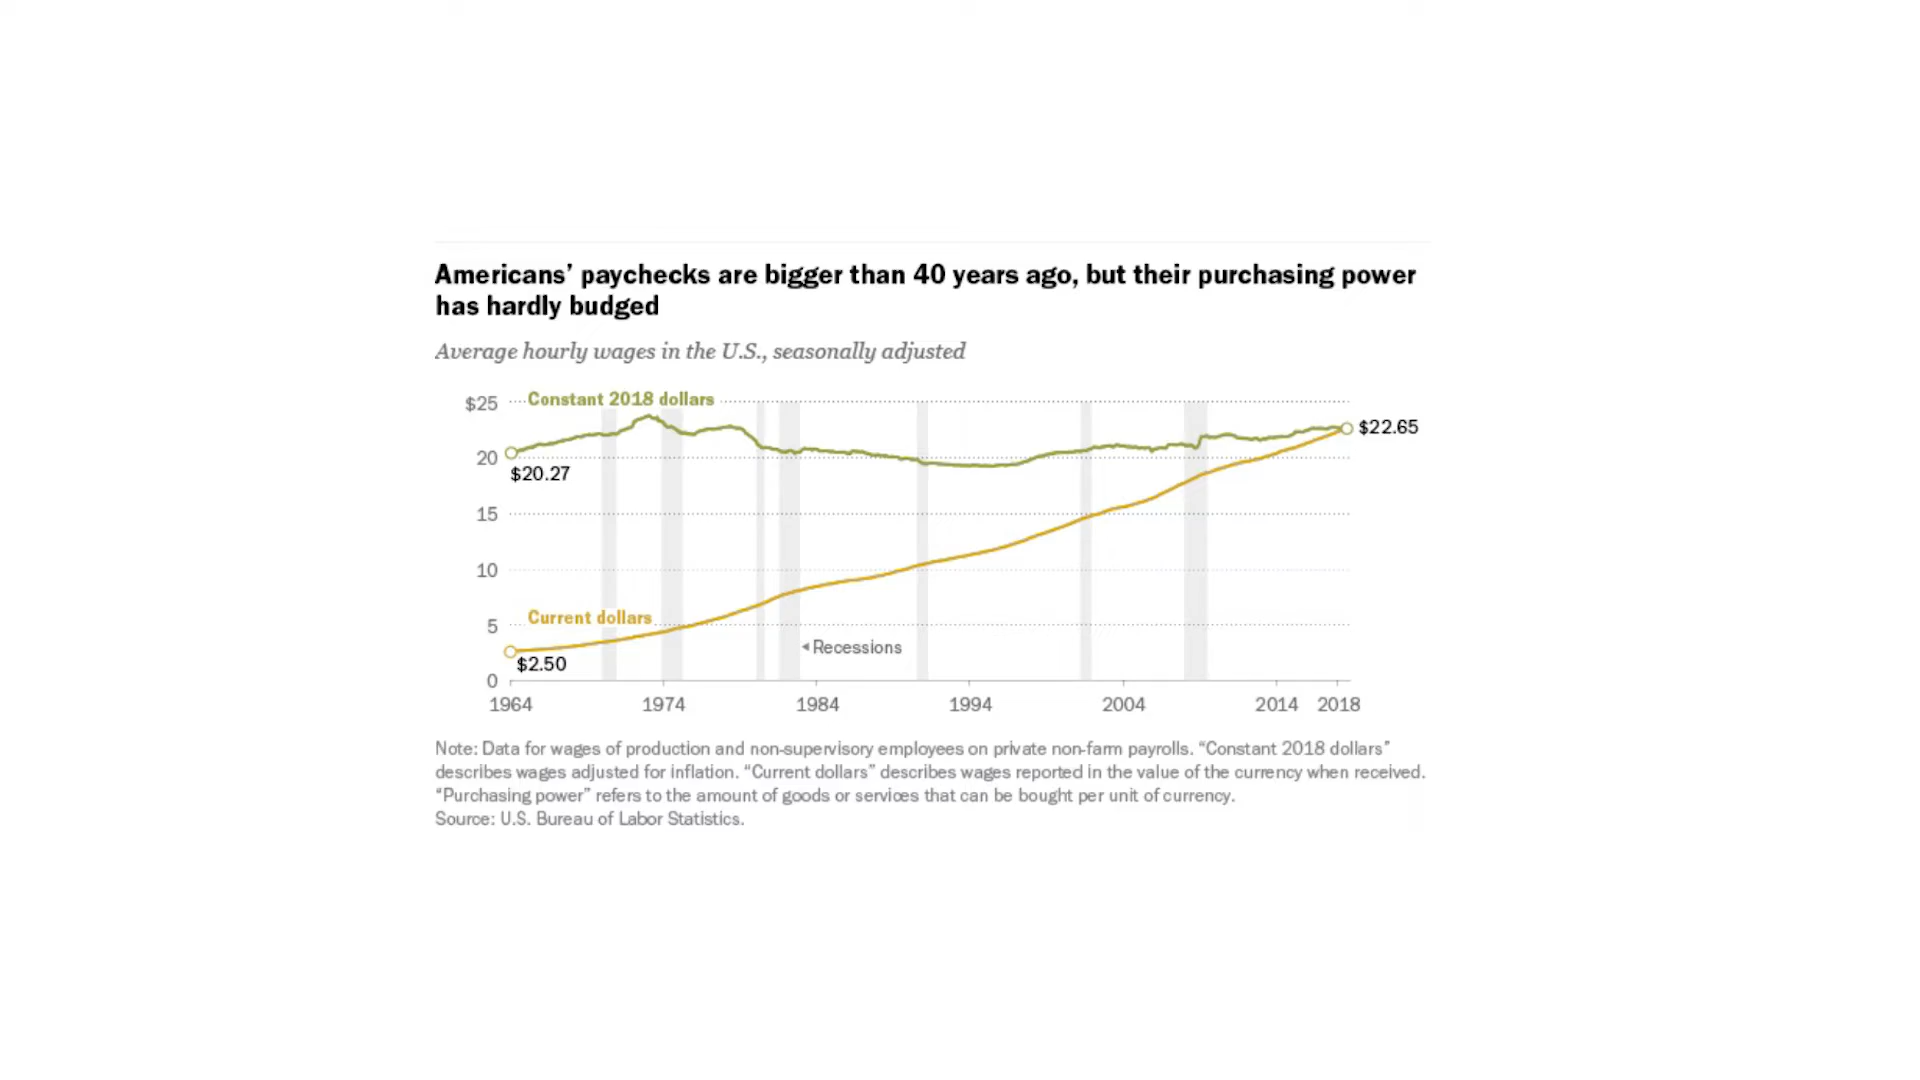 Americans’ paychecks are bigger than 40 years ago, but their purchasing power
has hardly budged
Average hourly wages in the U.S., seasonally adjusted
$25
Constant 2018 dollars
$22.65
20
$20.27
15
10
5
Current dollars
Recessions
$2.50
0
1964
1974
1984
1994
2004
2014
2018
Note: Data for wages of production and non-supervisory employees on private non-farm payrolls. “Constant 2018 dollars”
describes wages adjusted for inflation. “Current dollars” describes wages reported in the value of the currency when received.
“Purchasing power” refers to the amount of goods or services that can be bought per unit of currency.
Source: U.S. Bureau of Labor Statistics.